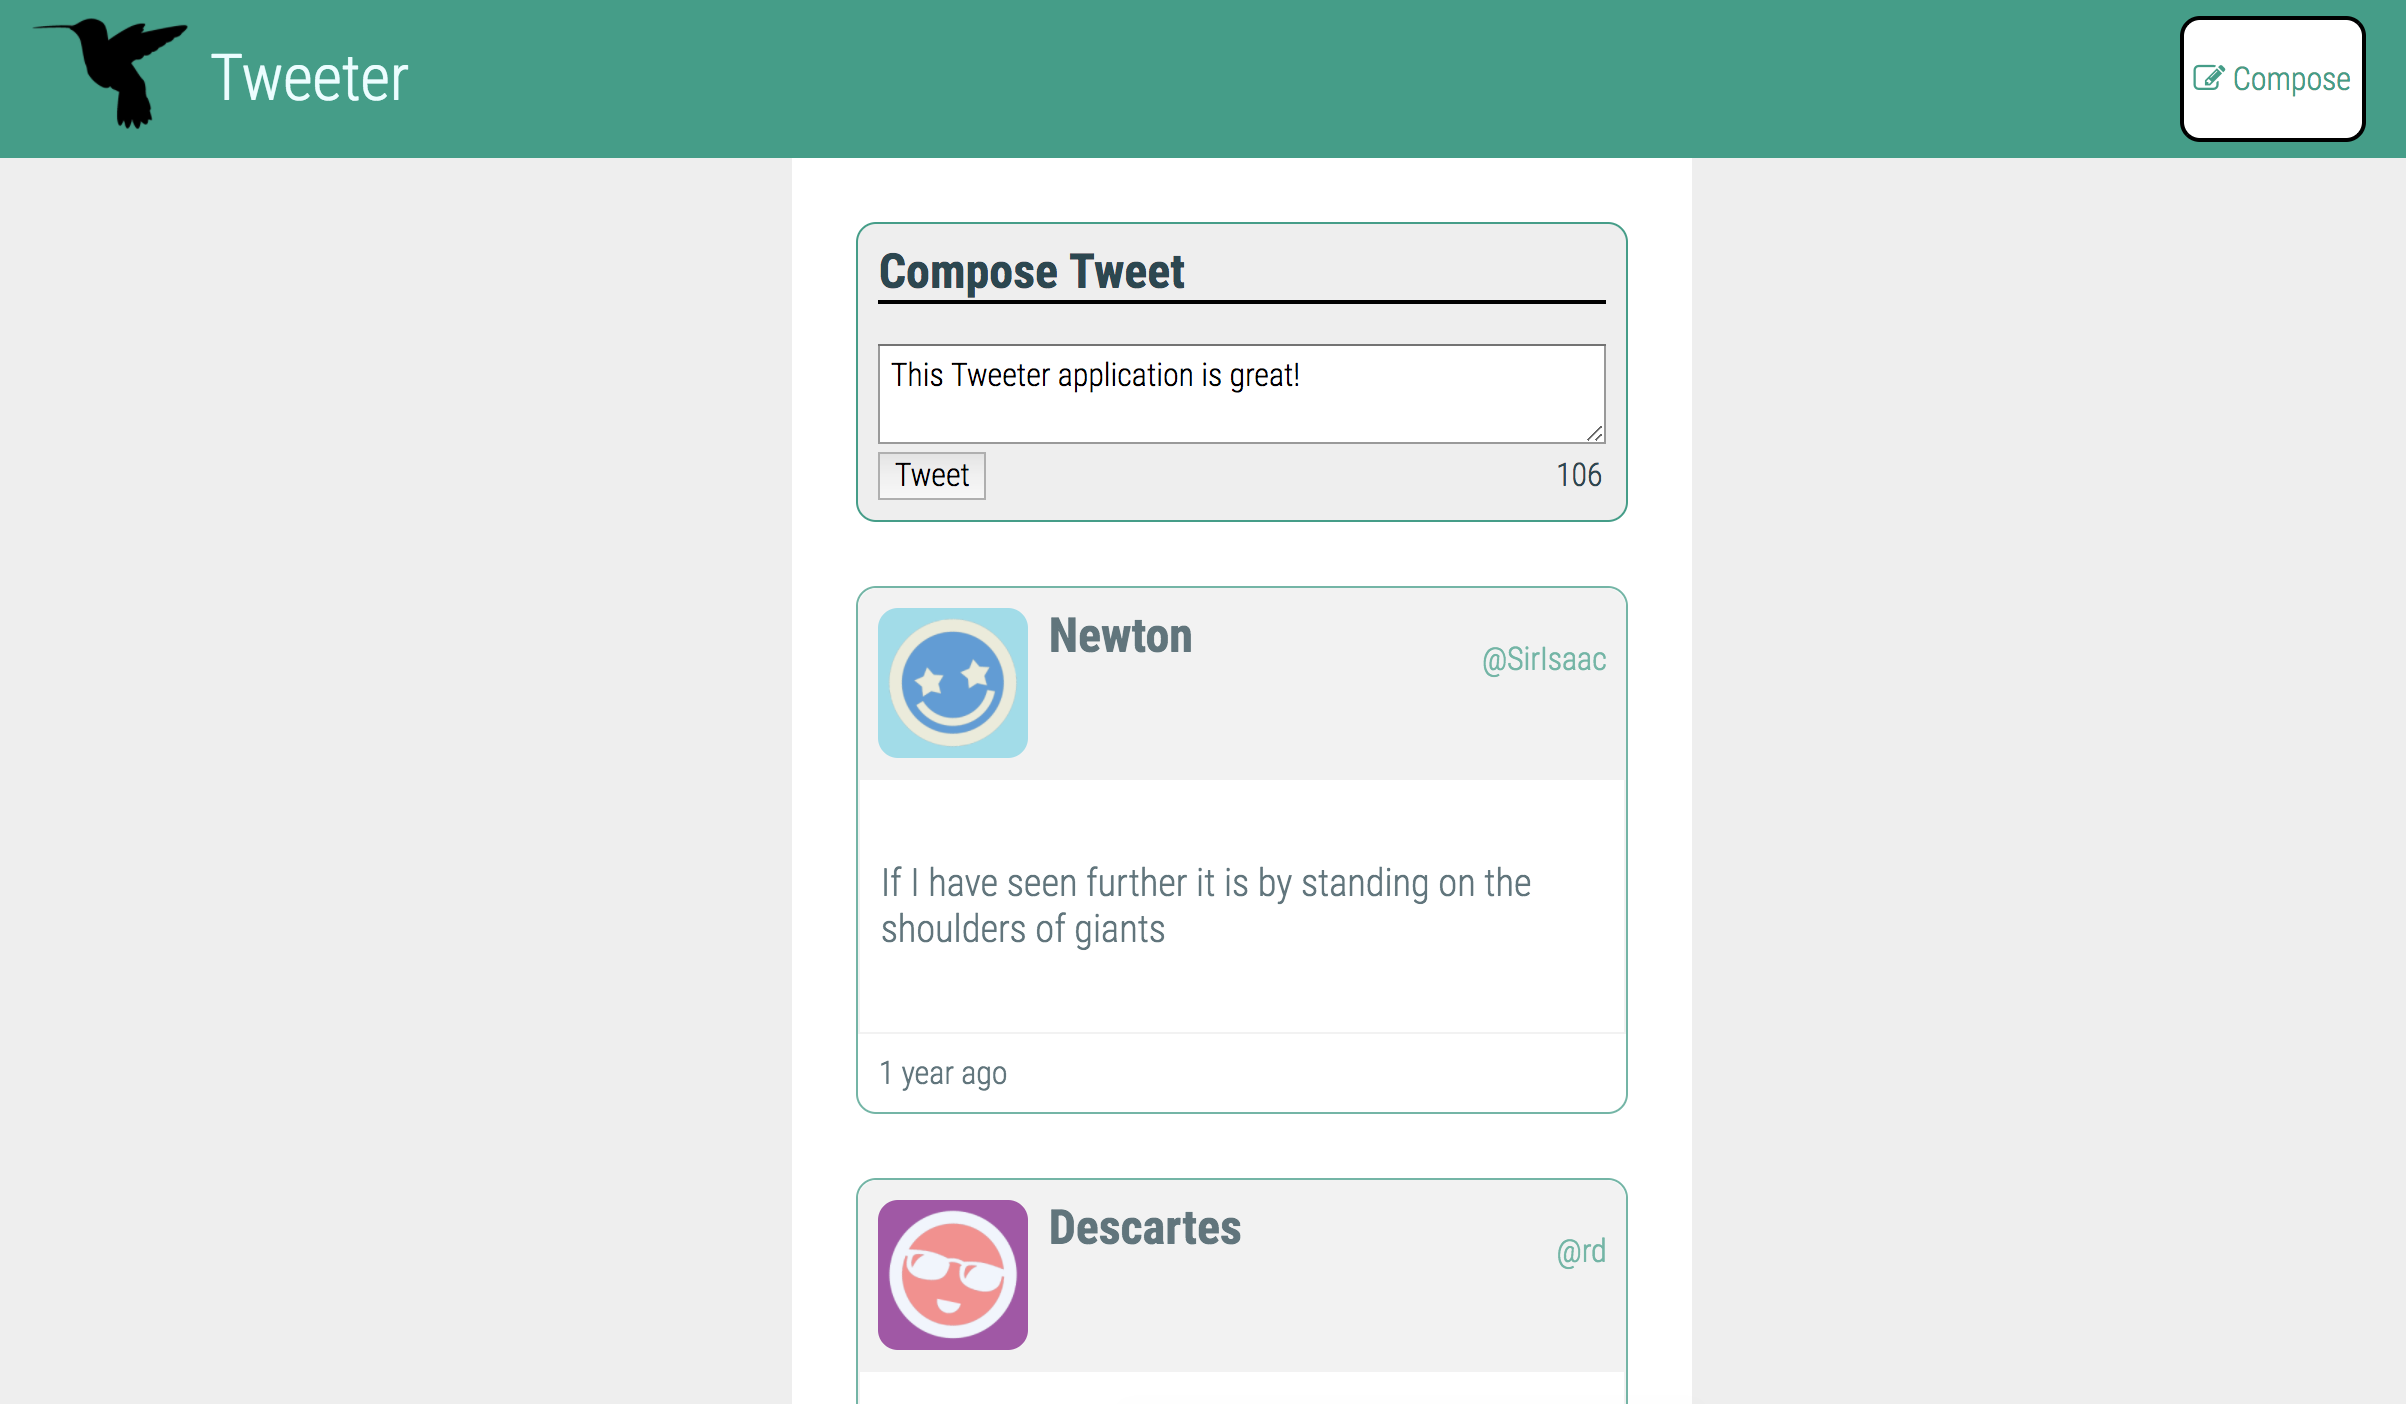 Tweeter
Compose
Compose Tweet
This Tweeter application is great!
Tweet
106
Newton
@SirIsaac
If I have seen further it is by standing on the
shoulders of giants
1 year ago
Descartes
@rd